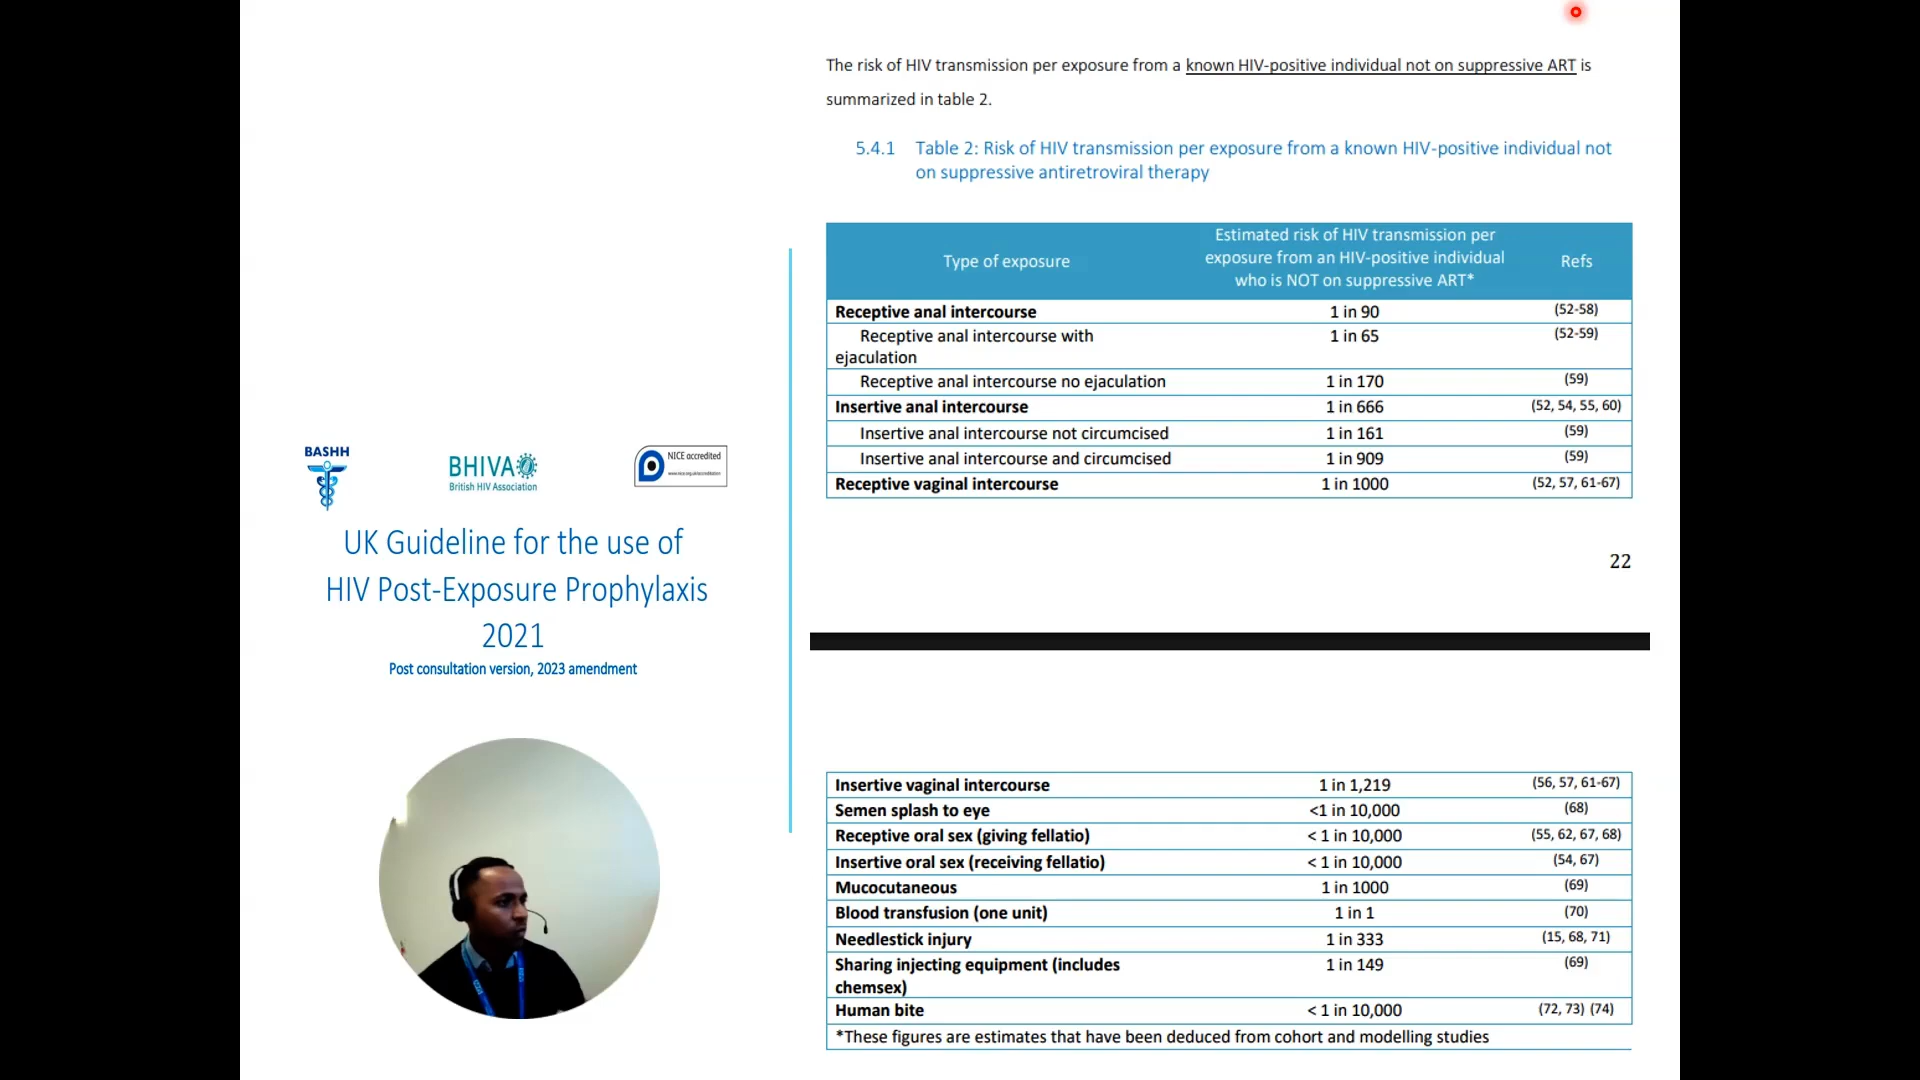 The risk of HIV transmission per exposure from a known HIV-positive individual not on suppressive ART is
summarized in table 2.
5.4.1 Table 2: Risk of HIV transmission per exposure from a known HIV-positive individual not
on suppressive antiretroviral therapy
Type of exposure
Estimated risk of HIV transmission per
exposure from an HIV-positive individual
who is NOT on suppressive ART*
Refs
Receptive anal intercourse 1 in 90 (52-58)
Receptive anal intercourse with
ejaculation
1 in 65 (52-59)
Receptive anal intercourse no ejaculation 1 in 170 (59)
Insertive anal intercourse 1 in 666 (52, 54, 55, 60)
Insertive anal intercourse not circumcised 1 in 161 (59)
Insertive anal intercourse and circumcised 1 in 909 (59)
Receptive vaginal intercourse 1 in 1000 (52, 57, 61-67)
22
Insertive vaginal intercourse 1 in 1,219 (56, 57, 61-67)
Semen splash to eye <1 in 10,000 (68)
Receptive oral sex (giving fellatio) < 1 in 10,000 (55, 62, 67, 68)
Insertive oral sex (receiving fellatio) < 1 in 10,000 (54, 67)
Mucocutaneous 1 in 1000 (69)
Blood transfusion (one unit) 1 in 1 (70)
Needlestick injury 1 in 333 (15, 68, 71)
Sharing injecting equipment (includes
chemsex)
1 in 149 (69)
Human bite < 1 in 10,000 (72, 73) (74)
*These figures are estimates that have been deduced from cohort and modelling studies
BASHH
BHIVA
British HIV Association
NICE accredited
UK Guideline for the use of
HIV Post-Exposure Prophylaxis
2021
Post consultation version, 2023 amendment